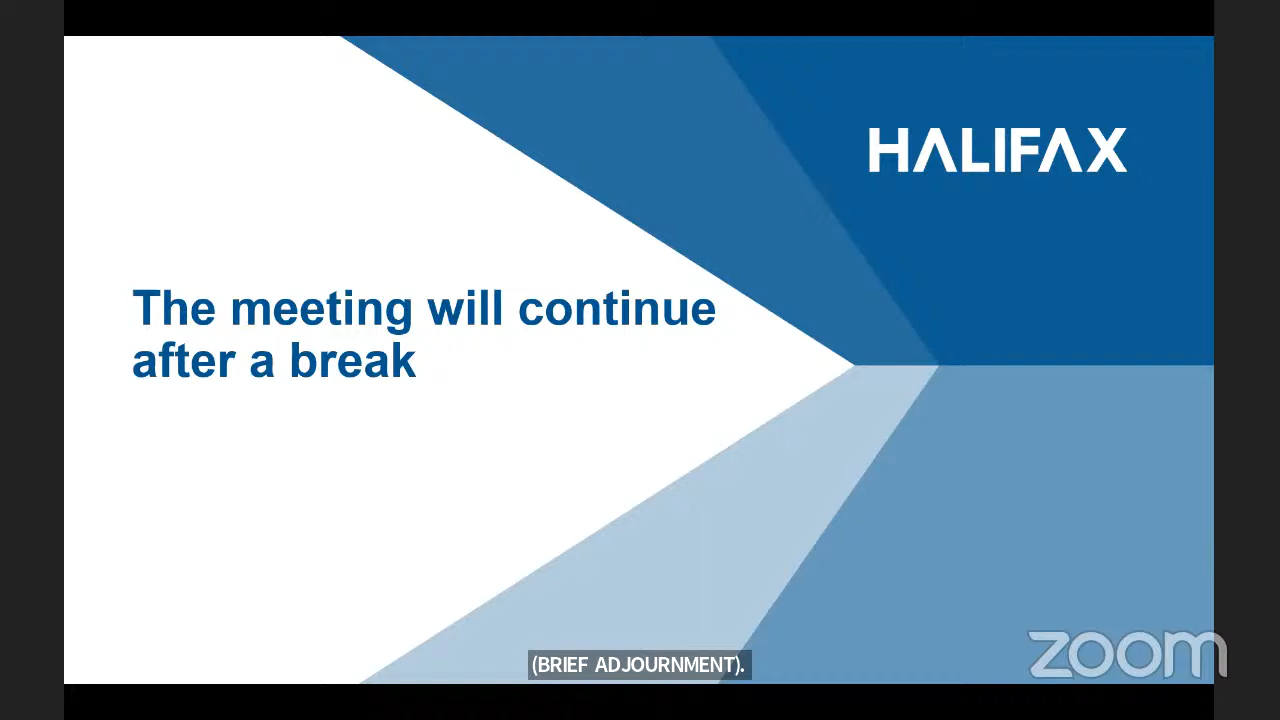 HALIFAX
The meeting will continue
after a break
(BRIEF ADJOURNMENT).
zoom